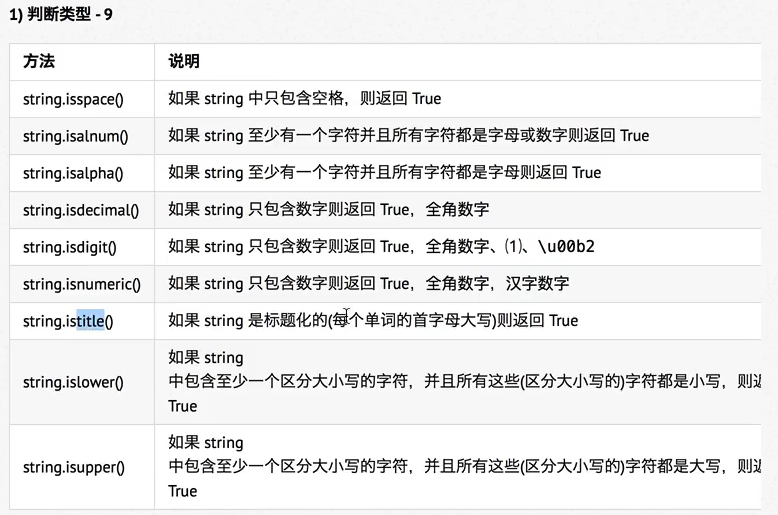 1) 判断类型 - 9
方法 说明
string.isspace() 如果 string 中只包含空格，则返回 True
string.isalnum() 如果 string 至少有一个字符并且所有字符都是字母或数字则返回 True
string.isalpha() 如果 string 至少有一个字符并且所有字符都是字母则返回 True
string.isdecimal() 如果 string 只包含数字则返回 True，全角数字
string.isdigit() 如果 string 只包含数字则返回 True，全角数字、⑴、\u00b2
string.isnumeric() 如果 string 只包含数字则返回 True，全角数字，汉字数字
string.istitle() 如果 string 是标题化的(每个单词的首字母大写)则返回 True
如果 string
string.islower() 中包含至少一个区分大小写的字符，并且所有这些(区分大小写的)字符都是小写，则返
True
如果 string
string.isupper() 中包含至少一个区分大小写的字符，并且所有这些(区分大小写的)字符都是大写，则返
True